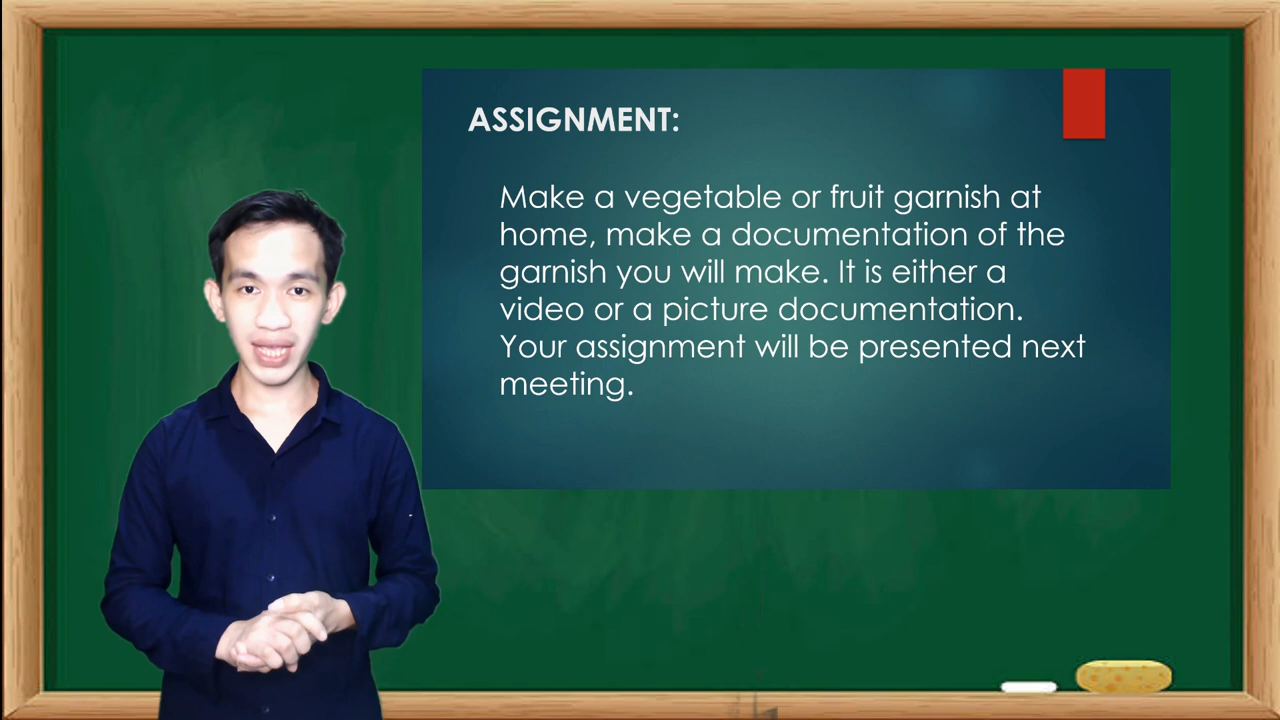 ASSIGNMENT:
Make a vegetable or fruit garnish at
home, make a documentation of the
garnish you will make. It is either a
video or a picture documentation.
Your assignment will be presented next
meeting.